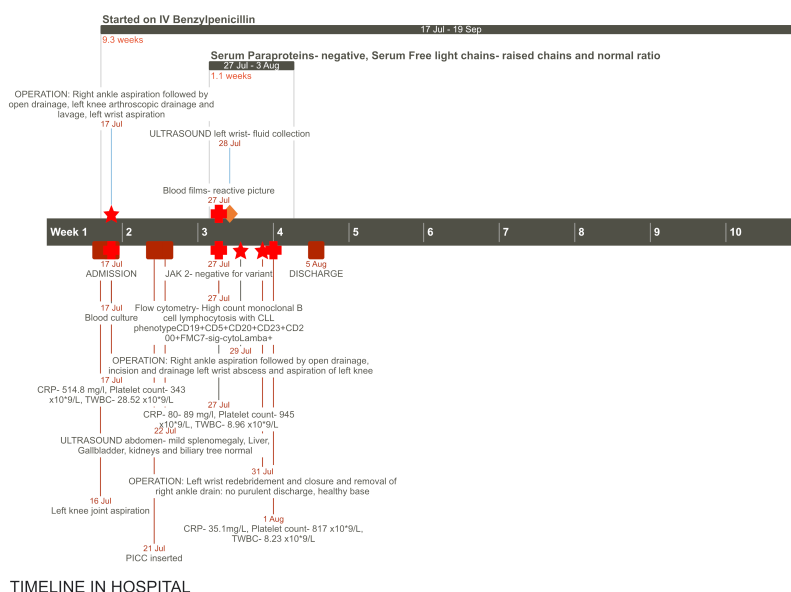 Started on IV Benzylpenicillin
17 Jul - 19 Sep
9.3 weeks
Serum Paraproteins- negative, Serum Free light chains- raised chains and normal ratio
27 Jul - 3 Aug
1.1 weeks
OPERATION: Right ankle aspiration followed by
open drainage, left knee arthroscopic drainage and
lavage, left wrist aspiration
17 Jul
ULTRASOUND left wrist- fluid collection
28 Jul
Blood films- reactive picture
27 Jul
Week 1 2 3 4 5 6 7 8 9 10
17 Jul
ADMISSION
27 Jul
JAK 2- negative for variant
5 Aug
DISCHARGE
17 Jul
Blood culture
27 Jul
Flow cytometry- High count monoclonal B
cell lymphocytosis with CLL
phenotypeCD19+CD5+CD20+CD23+CD2
00+FMC7-sig-cytoLamba+
29 Jul
OPERATION: Right ankle aspiration followed by open drainage,
incision and drainage left wrist abscess and aspiration of left knee
17 Jul
CRP- 514.8 mg/l, Platelet count- 343
x10*9/L, TWBC- 28.52 x10*9/L
27 Jul
CRP- 80- 89 mg/l, Platelet count- 945
x10*9/L, TWBC- 8.96 x10*9/L
22 Jul
ULTRASOUND abdomen- mild splenomegaly, Liver,
Gallbladder, kidneys and biliary tree normal
31 Jul
OPERATION: Left wrist redebridement and closure and removal of
right ankle drain: no purulent discharge, healthy base
16 Jul
Left knee joint aspiration
1 Aug
CRP- 35.1mg/L, Platelet count- 817 x10*9/L,
TWBC- 8.23 x10*9/L
21 Jul
PICC inserted
TIMELINE IN HOSPITAL